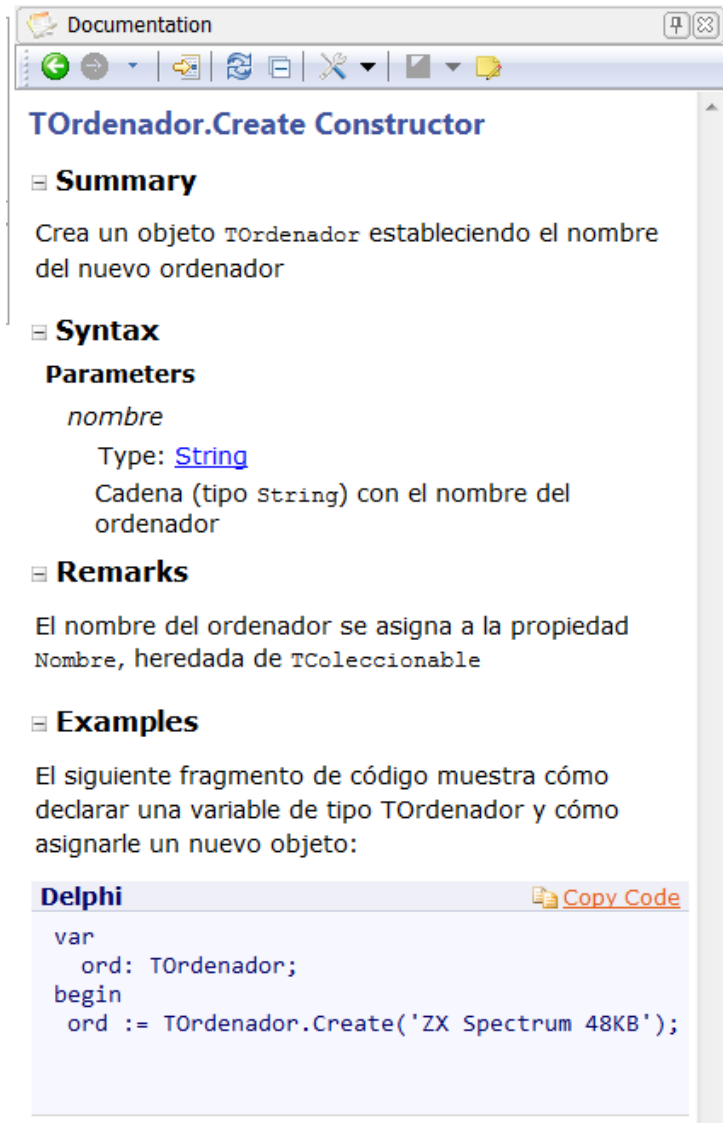 Documentation
TOrdenador.Create Constructor
Summary
Crea un objeto TOrdenador estableciendo el nombre
del nuevo ordenador
Syntax
Parameters
nombre
Type: String
Cadena (tipo String) con el nombre del
ordenador
Remarks
El nombre del ordenador se asigna a la propiedad
Nombre, heredada de TColeccionable
Examples
El siguiente fragmento de código muestra cómo
declarar una variable de tipo TOrdenador y cómo
asignarle un nuevo objeto:
Delphi Copy Code
var
ord: TOrdenador;
begin
ord := TOrdenador.Create('ZX Spectrum 48KB');